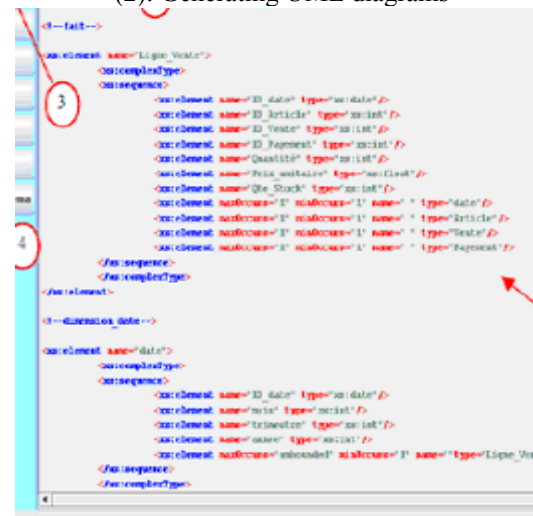 (2). Generating UML diagrams
<!--fait-->
<xs:element name="Ligne_Vente">
<xs:complexType>
<xs:sequence>
<xs:element name="ID_date" type="xs:date"/>
<xs:element name="ID_Article" type="xs:int"/>
<xs:element name="ID_Vente" type="xs:int"/>
<xs:element name="ID_Payement" type="xs:int"/>
<xs:element name="Quantité" type="xs:int"/>
<xs:element name="Prix_unitaire" type="xs:float"/>
<xs:element name="Qte_Stock" type="xs:int"/>
<xs:element maxOccurs="1" minOccurs="1" name=" " type="date"/>
<xs:element maxOccurs="1" minOccurs="1" name=" " type="Article"/>
<xs:element maxOccurs="1" minOccurs="1" name=" " type="Vente"/>
<xs:element maxOccurs="1" minOccurs="1" name=" " type="Payement"/>
</xs:sequence>
</xs:complexType>
</xs:element>
<!--dimension_date-->
<xs:element name="date">
<xs:complexType>
<xs:sequence>
<xs:element name="ID_date" type="xs:date"/>
<xs:element name="mois" type="xs:int"/>
<xs:element name="trimestre" type="xs:int"/>
<xs:element name="annee" type="xs:int"/>
<xs:element maxOccurs="unbounded" minOccurs="1" name=""type="Ligne_Ve
</xs:sequence>
</xs:complexType>
3
ma